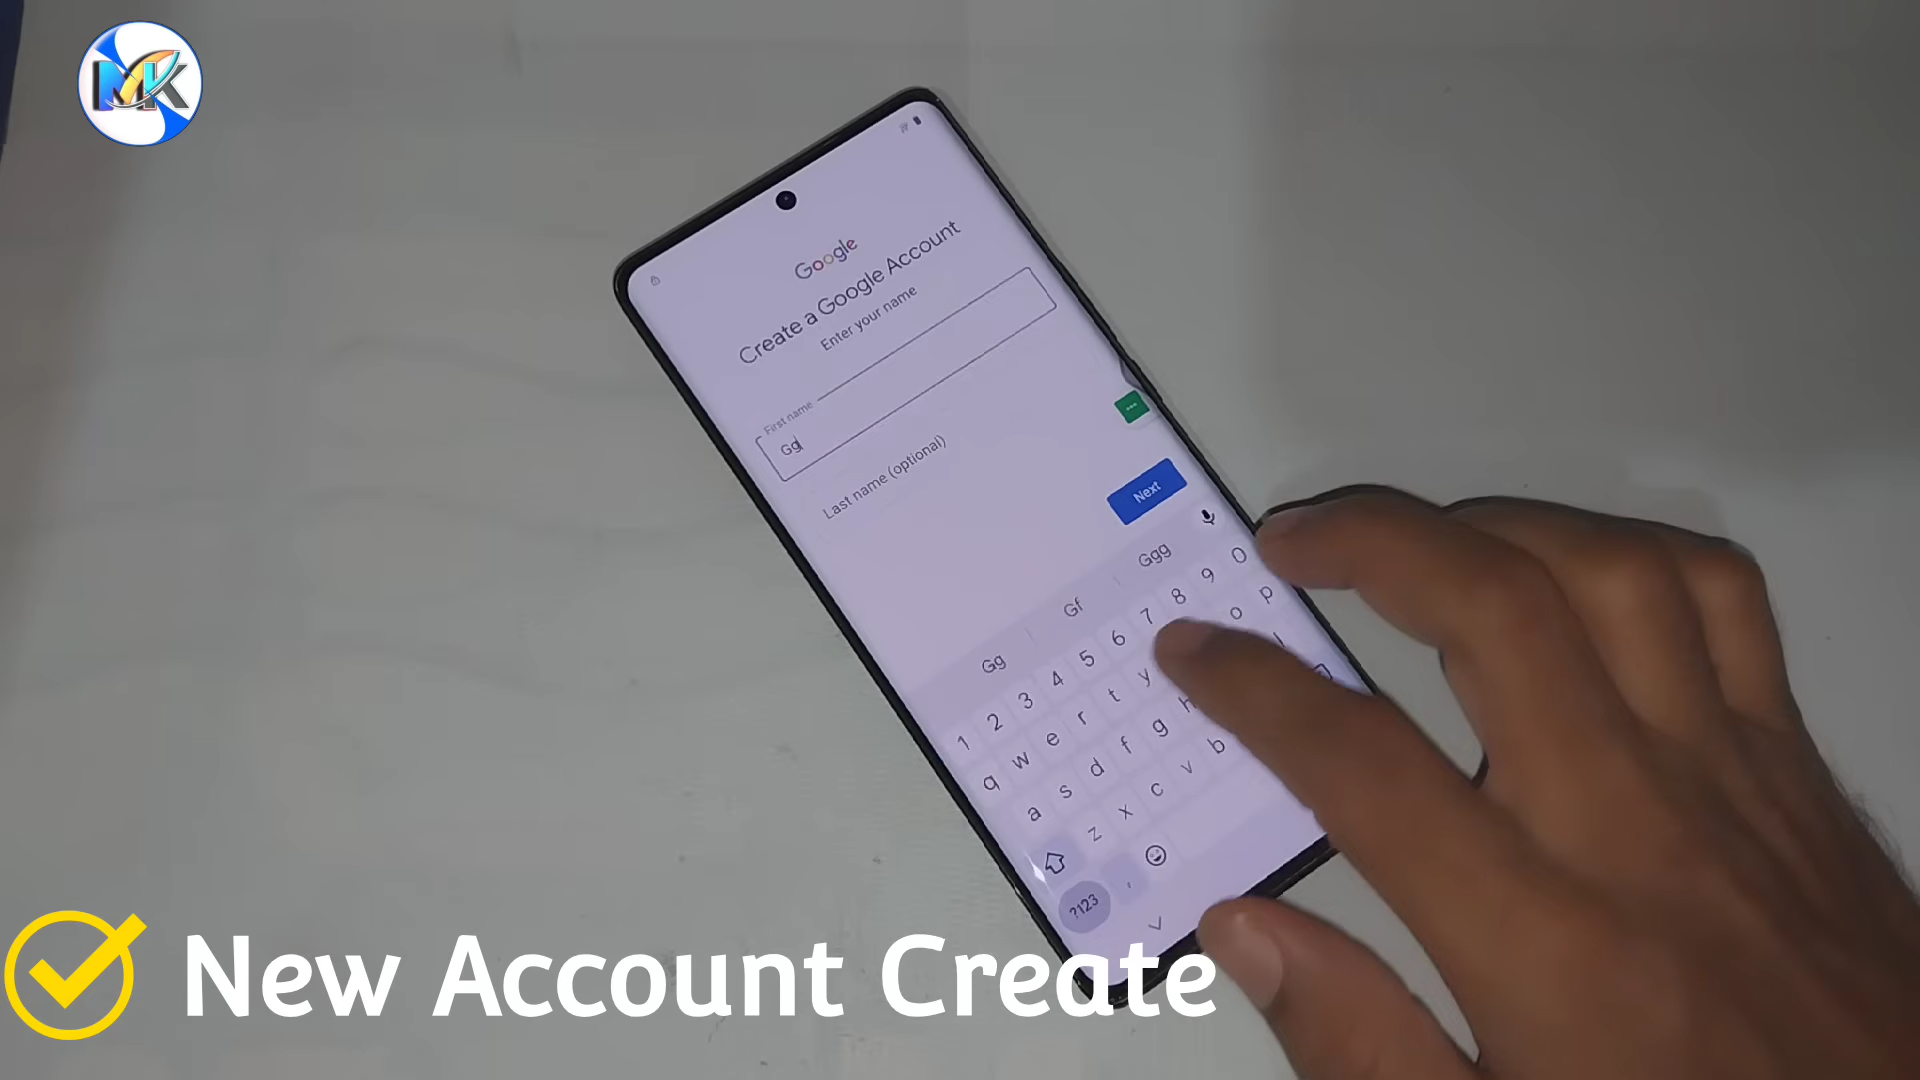 MK
Google
Create a Google Account
Enter your name
First name
Gg
Last name (optional)
Next
Gg Gf Ggg
1 2 3 4 5 6 7 8 9 0
q w e r t y o p
a s d f g h l
z x c v b
?123 ,
New Account Create